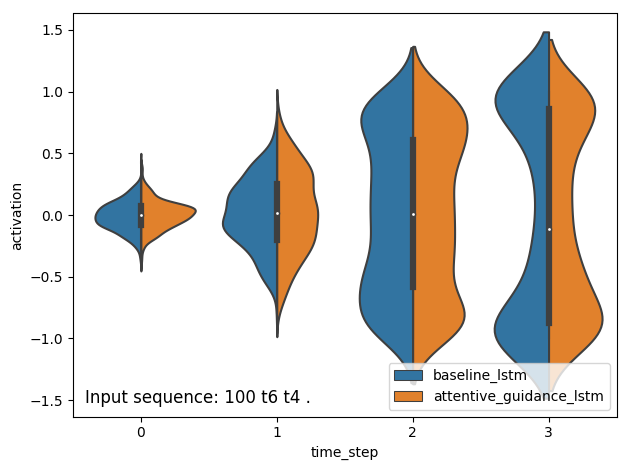 1.5
1.0
0.5
0.0
−0.5
−1.0
−1.5
activation
Input sequence: 100 t6 t4 .
baseline_lstm
attentive_guidance_lstm
0 1 2 3
time_step